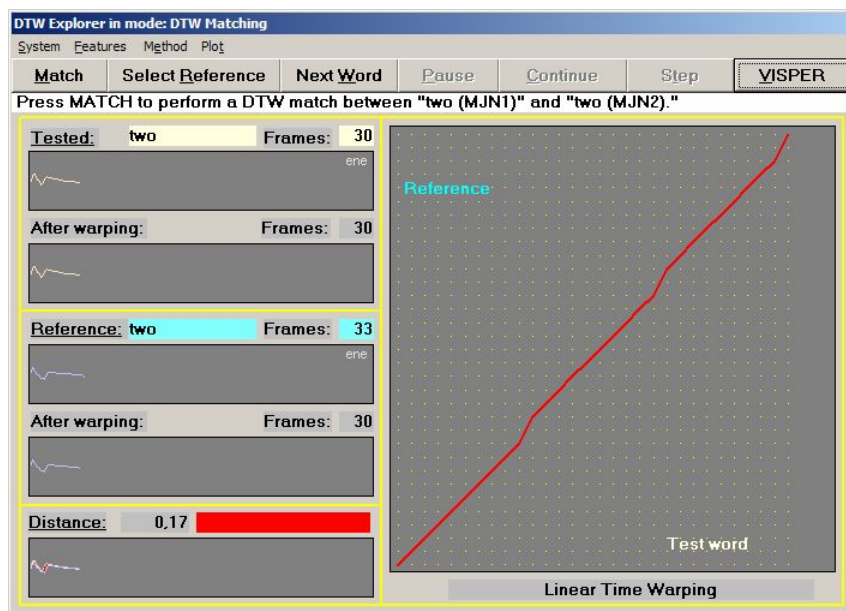 DTW Explorer in mode: DTW Matching
System Features Method Plot
Match Select Reference Next Word Pause Continue Step VISPER
Press MATCH to perform a DTW match between "two (MJN1)" and "two (MJN2)."
Tested: two Frames: 30
ene
After warping: Frames: 30
Reference: two Frames: 33
ene
After warping: Frames: 30
Distance: 0,17
Reference
Test word
Linear Time Warping